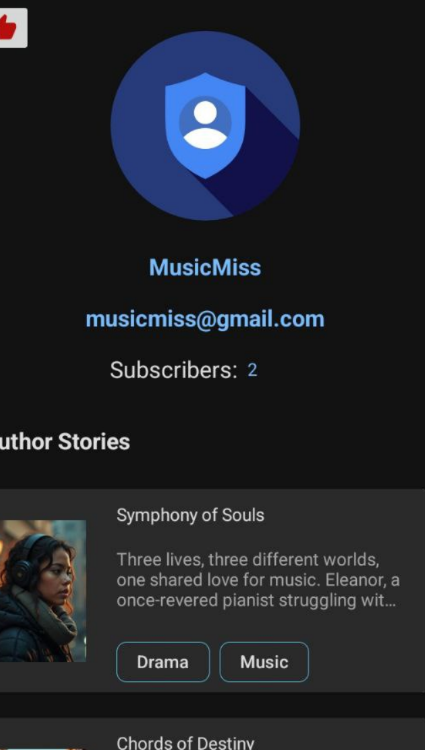 MusicMiss
musicmiss@gmail.com
Subscribers: 2
uthor Stories
Symphony of Souls
Three lives, three different worlds,
one shared love for music. Eleanor, a
once-revered pianist struggling wit...
Drama Music
Chords of Destiny